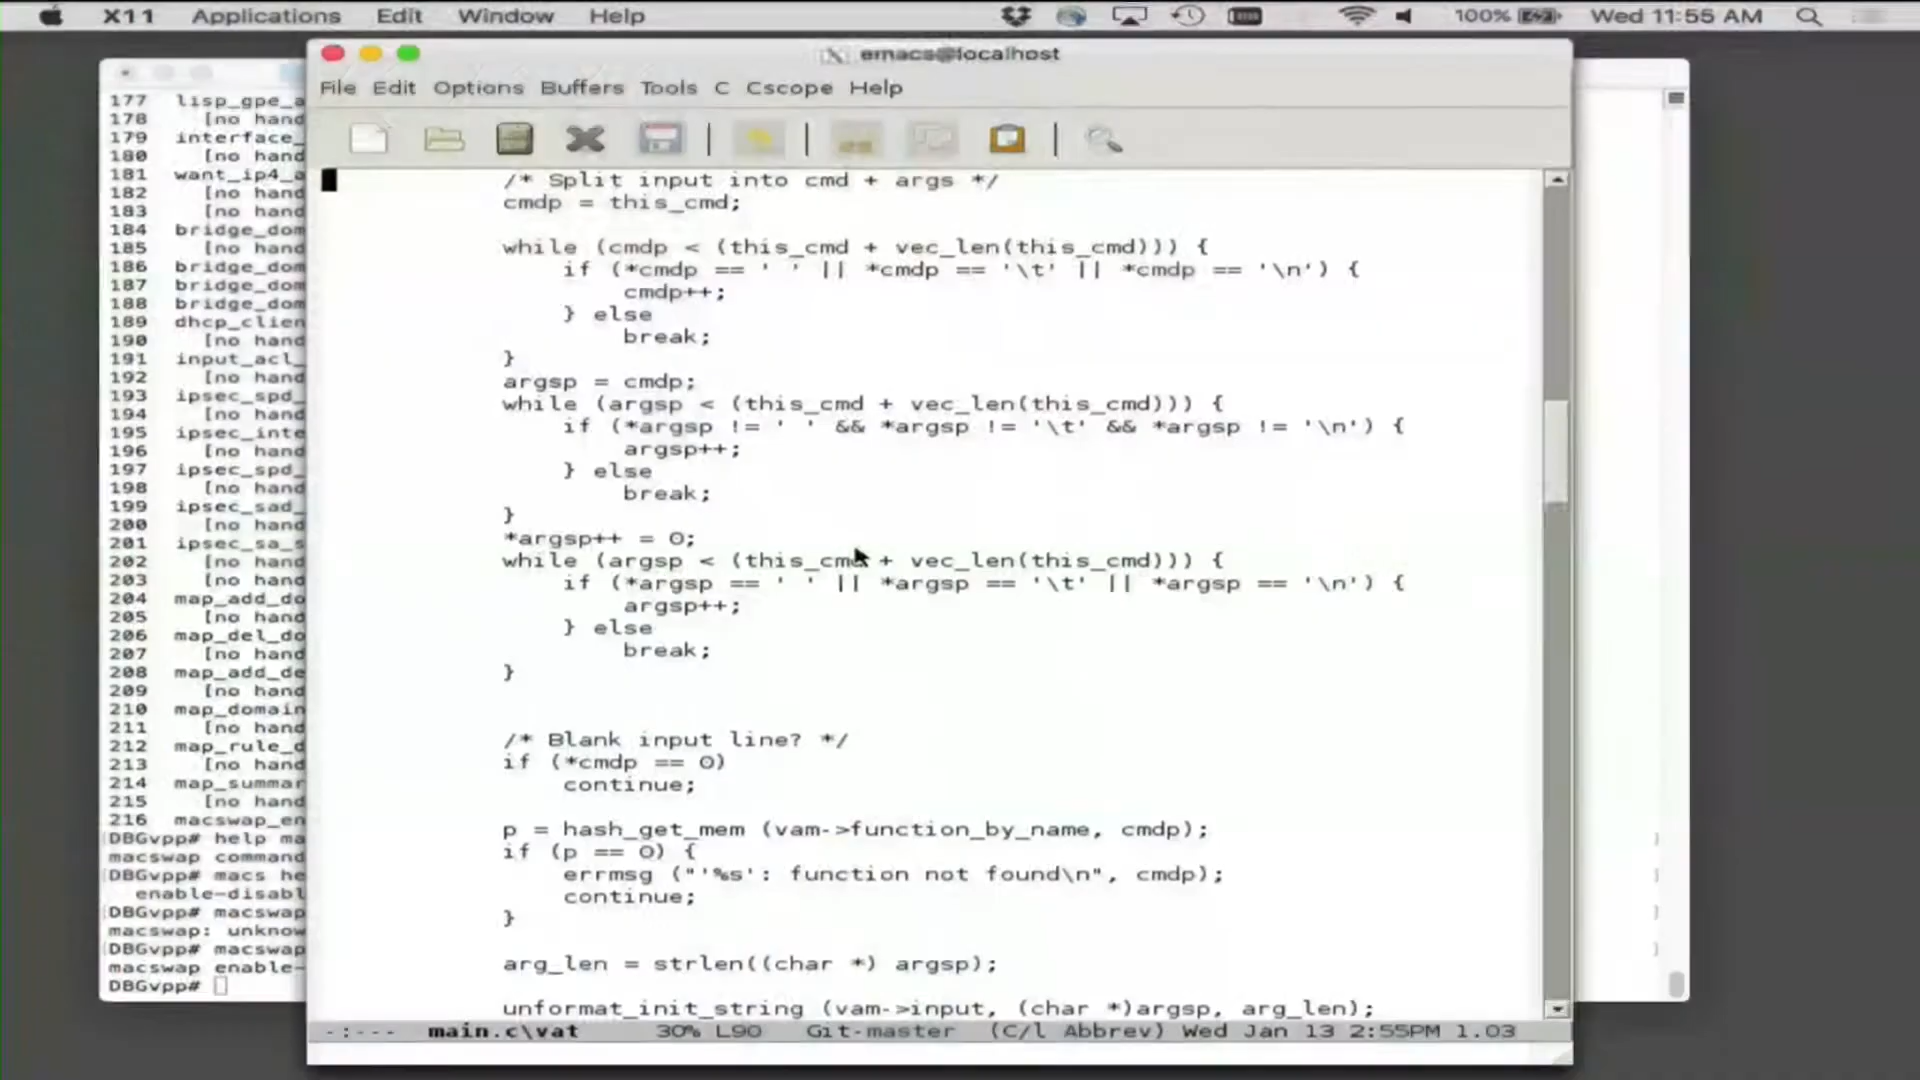 X11 Applications Edit Window Help 100% Wed 11:55 AM
emacs@localhost
File Edit Options Buffers Tools C Cscope Help
177 lisp_gpe_a
178 [no hand
179 interface_
180 [no hand
181 want_ip4_a
182 [no hand
183 [no hand
184 bridge_dom
185 [no hand
186 bridge_dom
187 bridge_dom
188 bridge_dom
189 dhcp_clien
190 [no hand
191 input_acl_
192 [no hand
193 ipsec_spd_
194 [no hand
195 ipsec_inte
196 [no hand
197 ipsec_spd_
198 [no hand
199 ipsec_sad_
200 [no hand
201 ipsec_sa_s
202 [no hand
203 [no hand
204 map_add_do
205 [no hand
206 map_del_do
207 [no hand
208 map_add_de
209 [no hand
210 map_domain
211 [no hand
212 map_rule_d
213 [no hand
214 map_summar
215 [no hand
216 macswap_en
DBGvpp# help ma
macswap command
DBGvpp# macs he
enable-disabl
DBGvpp# macswap
macswap: unknow
DBGvpp# macswap
macswap enable-
DBGvpp#
/* Split input into cmd + args */
cmdp = this_cmd;
while (cmdp < (this_cmd + vec_len(this_cmd))) {
if (*cmdp == ' ' || *cmdp == '\t' || *cmdp == '\n') {
cmdp++;
} else
break;
}
argsp = cmdp;
while (argsp < (this_cmd + vec_len(this_cmd))) {
if (*argsp != ' ' && *argsp != '\t' && *argsp != '\n') {
argsp++;
} else
break;
}
*argsp++ = 0;
while (argsp < (this_cmd + vec_len(this_cmd))) {
if (*argsp == ' ' || *argsp == '\t' || *argsp == '\n') {
argsp++;
} else
break;
}
/* Blank input line? */
if (*cmdp == 0)
continue;
p = hash_get_mem (vam->function_by_name, cmdp);
if (p == 0) {
errmsg ("'%s': function not found\n", cmdp);
continue;
}
arg_len = strlen((char *) argsp);
unformat_init_string (vam->input, (char *)argsp, arg_len);
-:--- main.c\vat 30% L90 Git-master (C/l Abbrev) Wed Jan 13 2:55PM 1.03